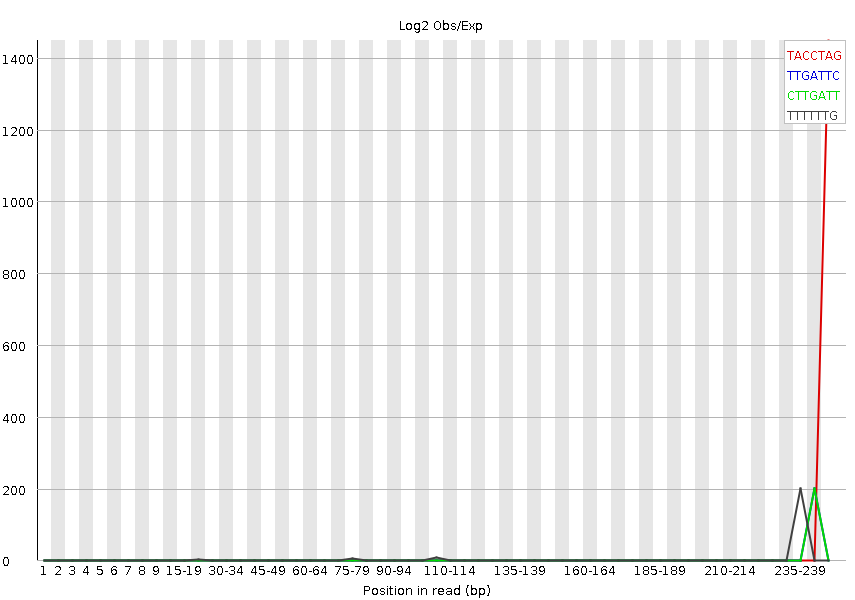 Log2 Obs/Exp
1400
1200
1000
800
600
400
200
0
TACCTAG
TTGATTC
CTTGATT
TTTTTTG
1 2 3 4 5 6 7 8 9 15-19 30-34 45-49 60-64 75-79 90-94 110-114 135-139 160-164 185-189 210-214 235-239
Position in read (bp)